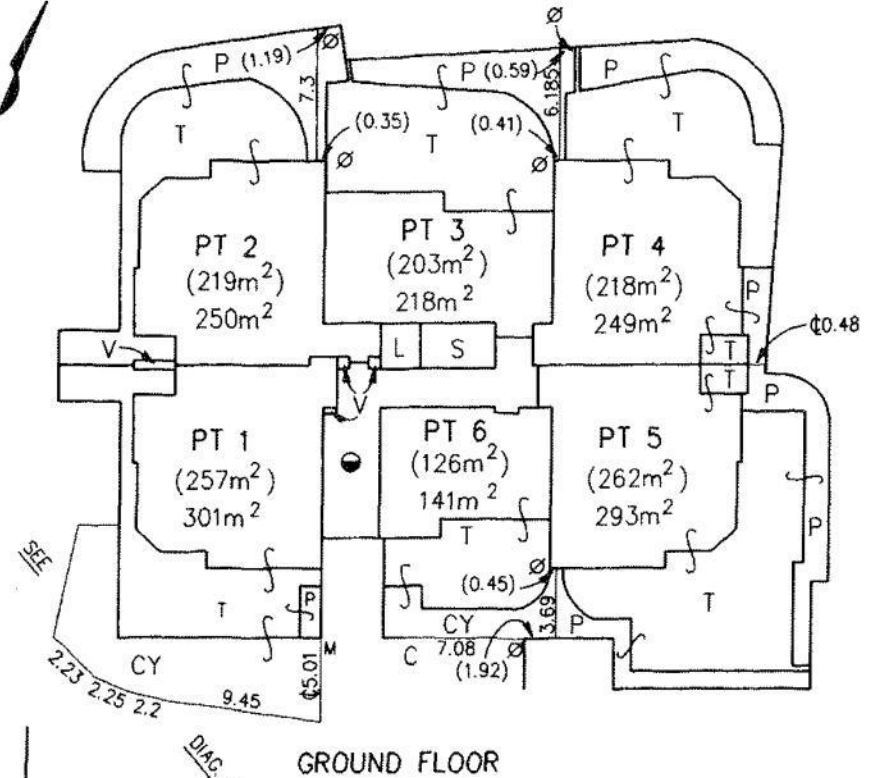 Ø
P (1.19)
P (0.59)
P
7.3
6.185
T
(0.35)
Ø
T
(0.41)
Ø
T
PT 2
(219m²)
250m²
PT 3
(203m²)
218m²
PT 4
(218m²)
249m²
P
₵0.48
V
L
S
T
T
P
V
PT 1
(257m²)
301m²
PT 6
(126m²)
141m²
PT 5
(262m²)
293m²
P
SEE
T
P
T
(0.45)
Ø
T
CY
3.69
P
CY
M
₵5.01
C
7.08
(1.92)
Ø
2.23
2.25
2.2
9.45
DIAG.
GROUND FLOOR